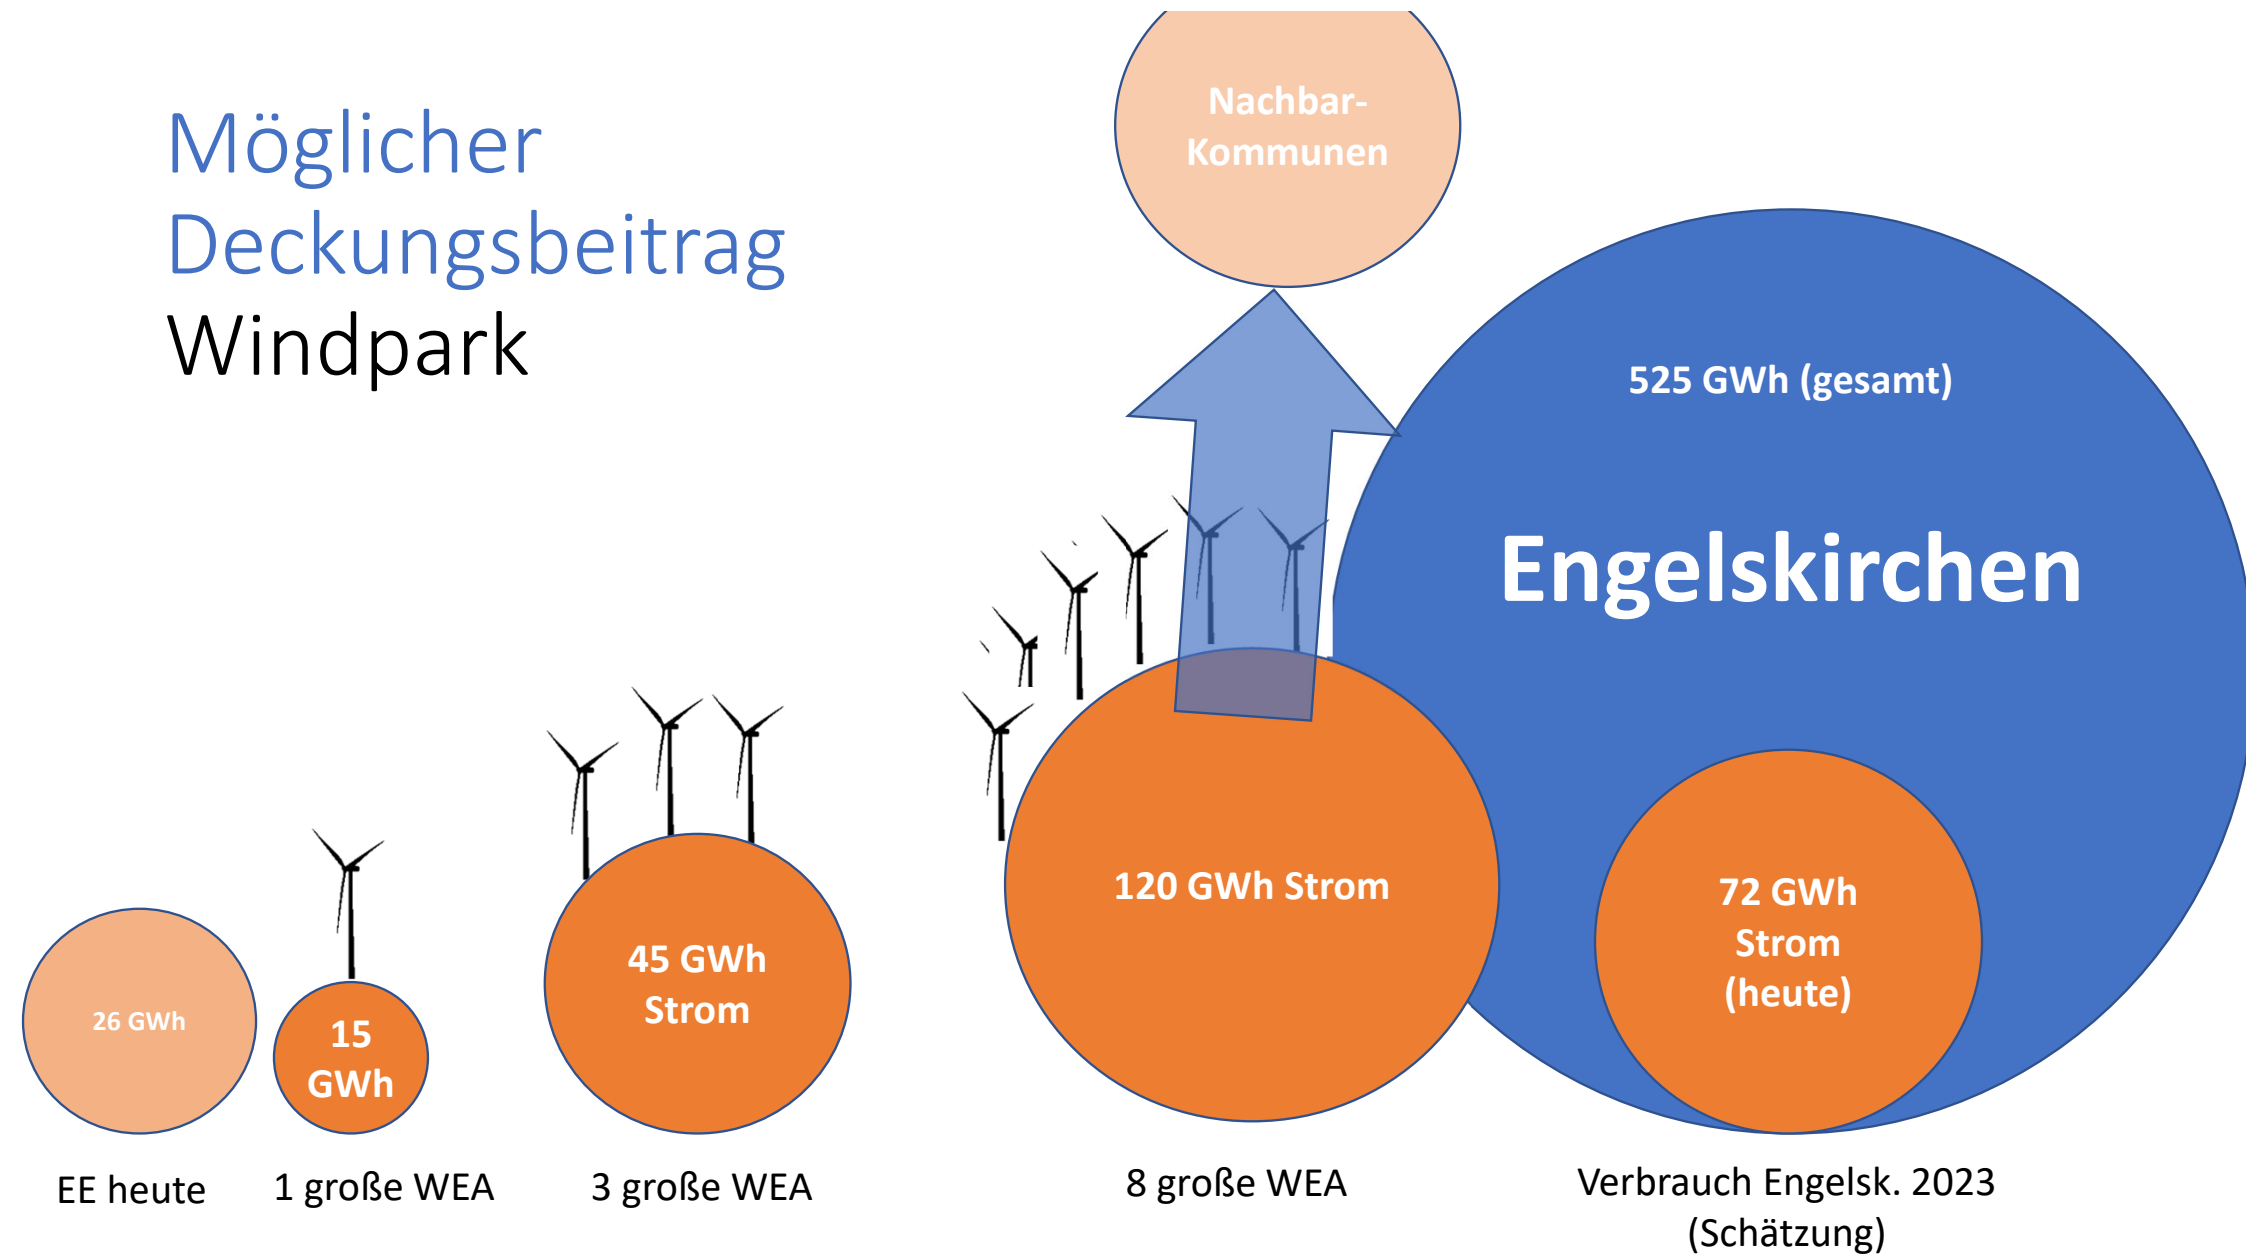 Möglicher
Deckungsbeitrag
Windpark
Nachbar-
Kommunen
525 GWh (gesamt)
Engelskirchen
26 GWh
15
GWh
45 GWh
Strom
120 GWh Strom
72 GWh
Strom
(heute)
EE heute
1 große WEA
3 große WEA
8 große WEA
Verbrauch Engelsk. 2023
(Schätzung)